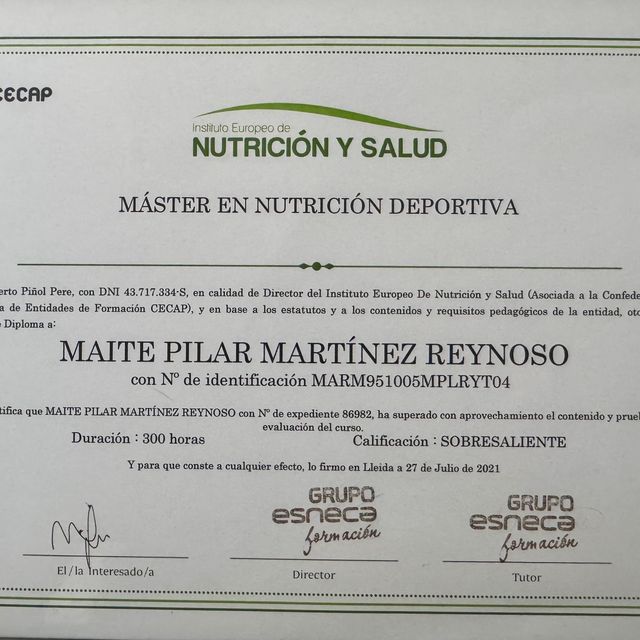 CECAP
Instituto Europeo de
NUTRICIÓN Y SALUD
MÁSTER EN NUTRICIÓN DEPORTIVA
erto Piñol Pere, con DNI 43.717.334-S, en calidad de Director del Instituto Europeo De Nutrición y Salud (Asociada a la Confede
a de Entidades de Formación CECAP), y en base a los estatutos y a los contenidos y requisitos pedagógicos de la entidad, oto
e Diploma a:
MAITE PILAR MARTÍNEZ REYNOSO
con Nº de identificación MARM951005MPLRYT04
tifica que MAITE PILAR MARTÍNEZ REYNOSO con Nº de expediente 86982, ha superado con aprovechamiento el contenido y prue
evaluación del curso.
Duración : 300 horas Calificación : SOBRESALIENTE
Y para que conste a cualquier efecto, lo firmo en Lleida a 27 de Julio de 2021
GRUPO
esneca
formación
GRUPO
esneca
formación
El/la Interesado/a Director Tutor